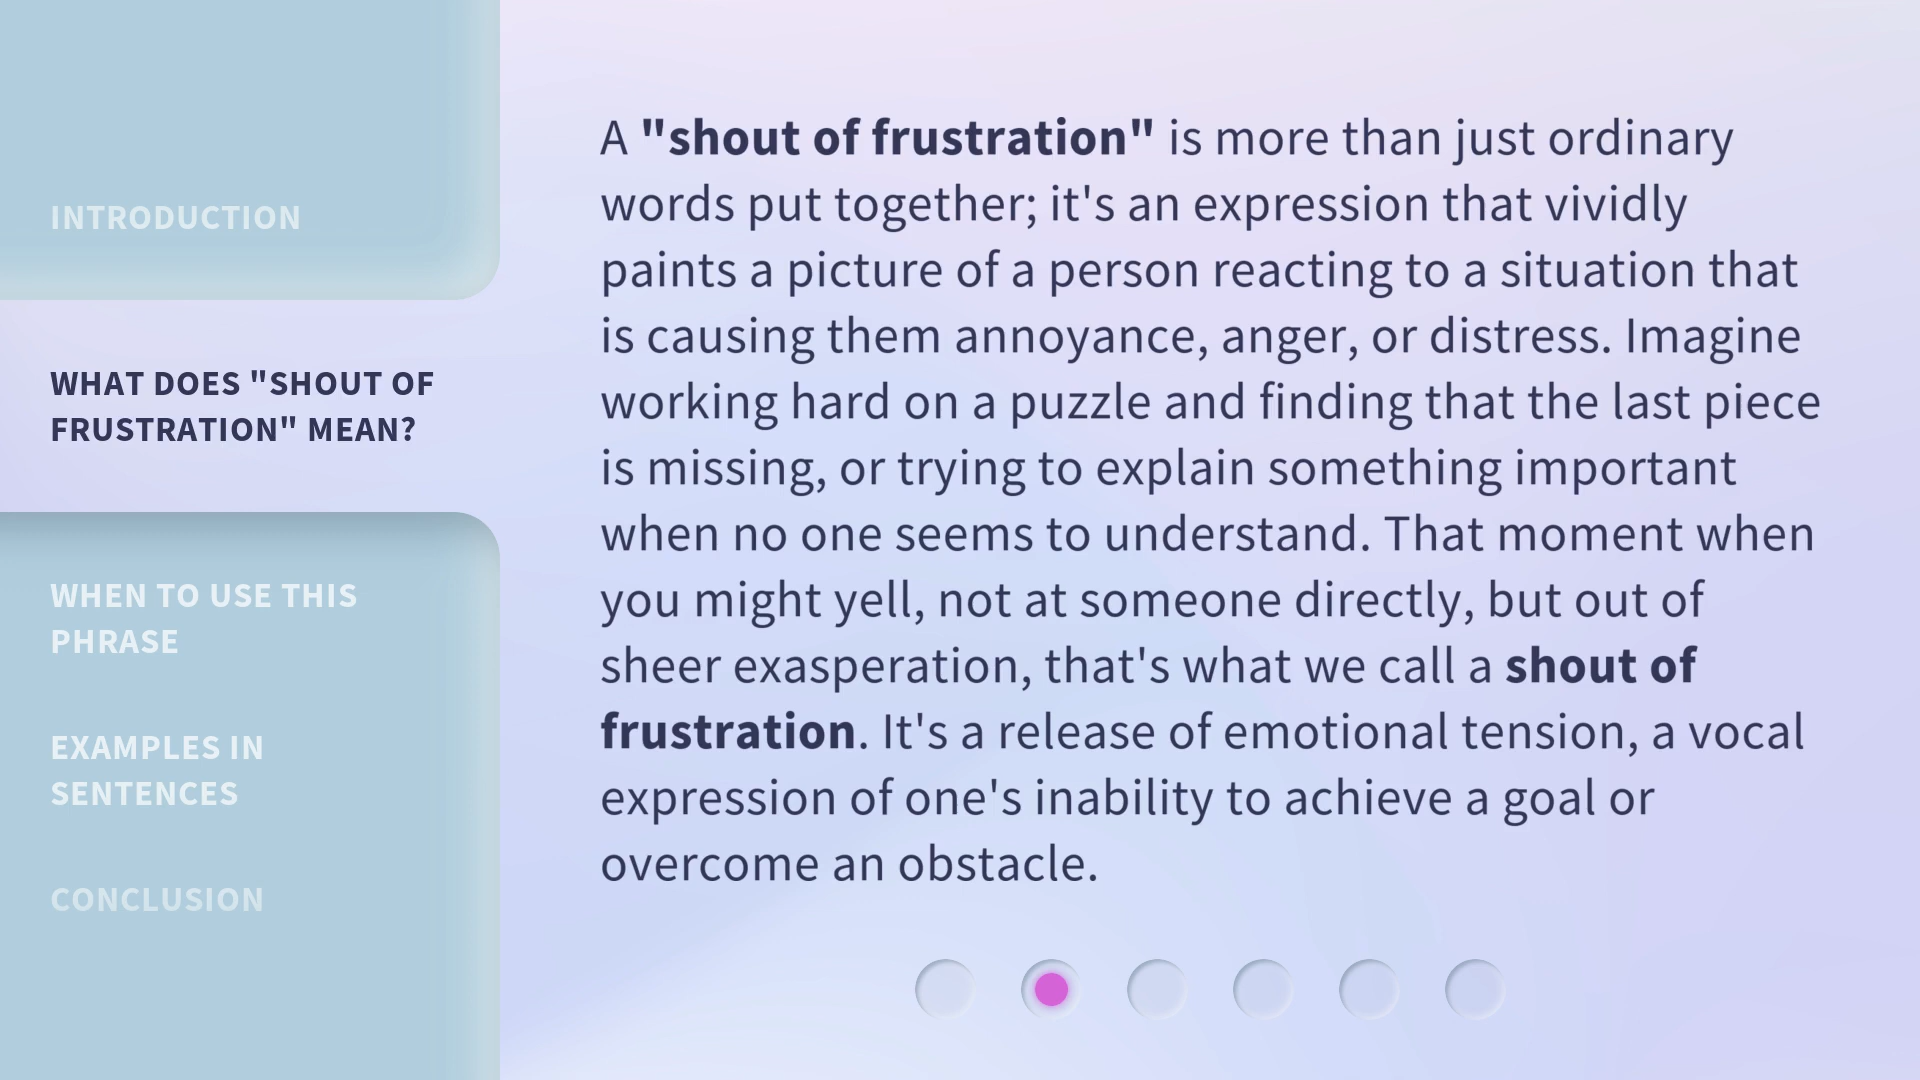 INTRODUCTION
WHAT DOES "SHOUT OF
FRUSTRATION" MEAN?
WHEN TO USE THIS
PHRASE
EXAMPLES IN
SENTENCES
CONCLUSION
A "shout of frustration" is more than just ordinary
words put together; it's an expression that vividly
paints a picture of a person reacting to a situation that
is causing them annoyance, anger, or distress. Imagine
working hard on a puzzle and finding that the last piece
is missing, or trying to explain something important
when no one seems to understand. That moment when
you might yell, not at someone directly, but out of
sheer exasperation, that's what we call a shout of
frustration. It's a release of emotional tension, a vocal
expression of one's inability to achieve a goal or
overcome an obstacle.